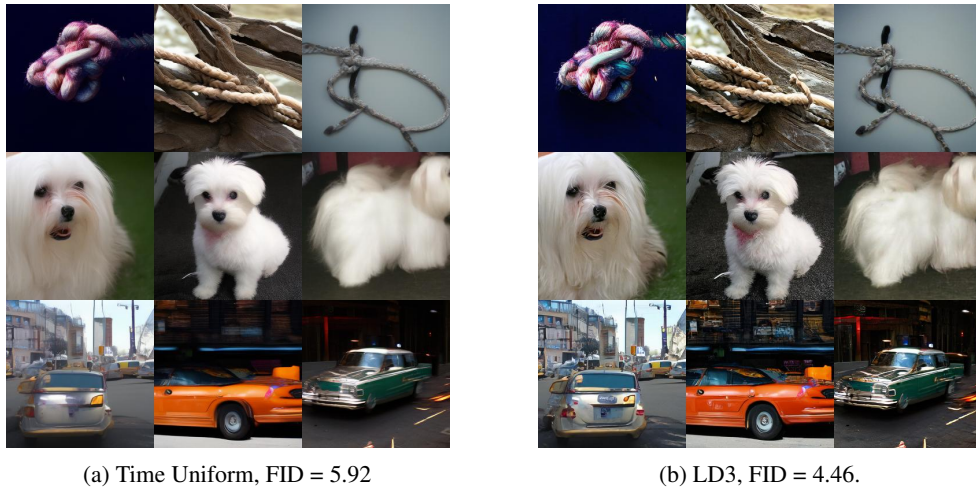 (a) Time Uniform, FID = 5.92
(b) LD3, FID = 4.46.